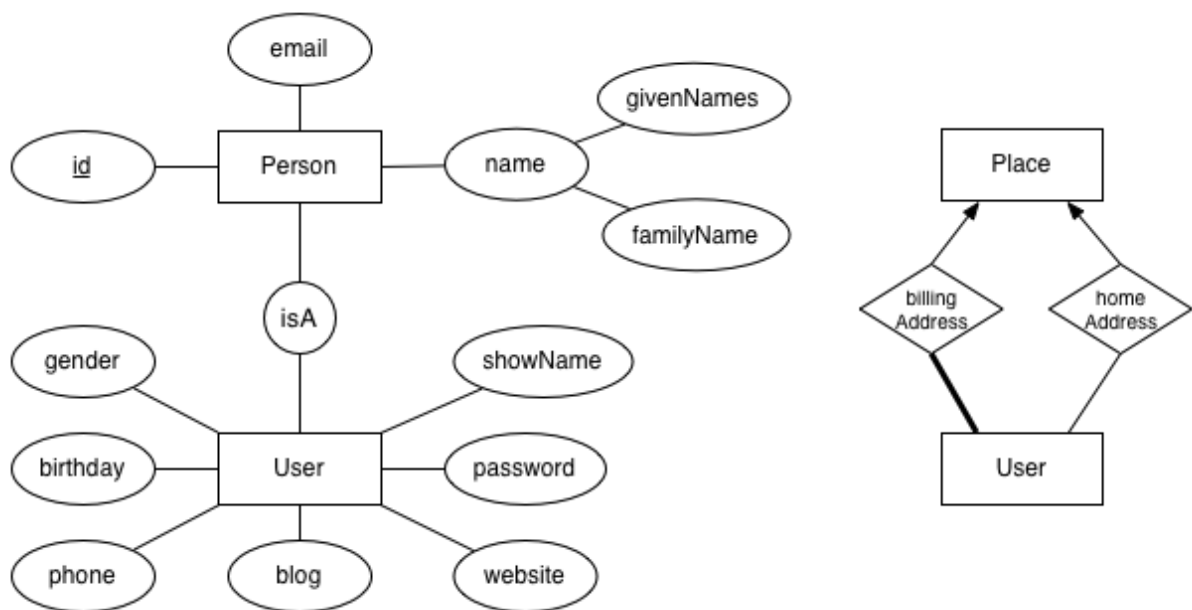 email
givenNames
id
Person
name
Place
familyName
billing
Address
home
Address
isA
gender
showName
birthday
User
password
User
phone
blog
website